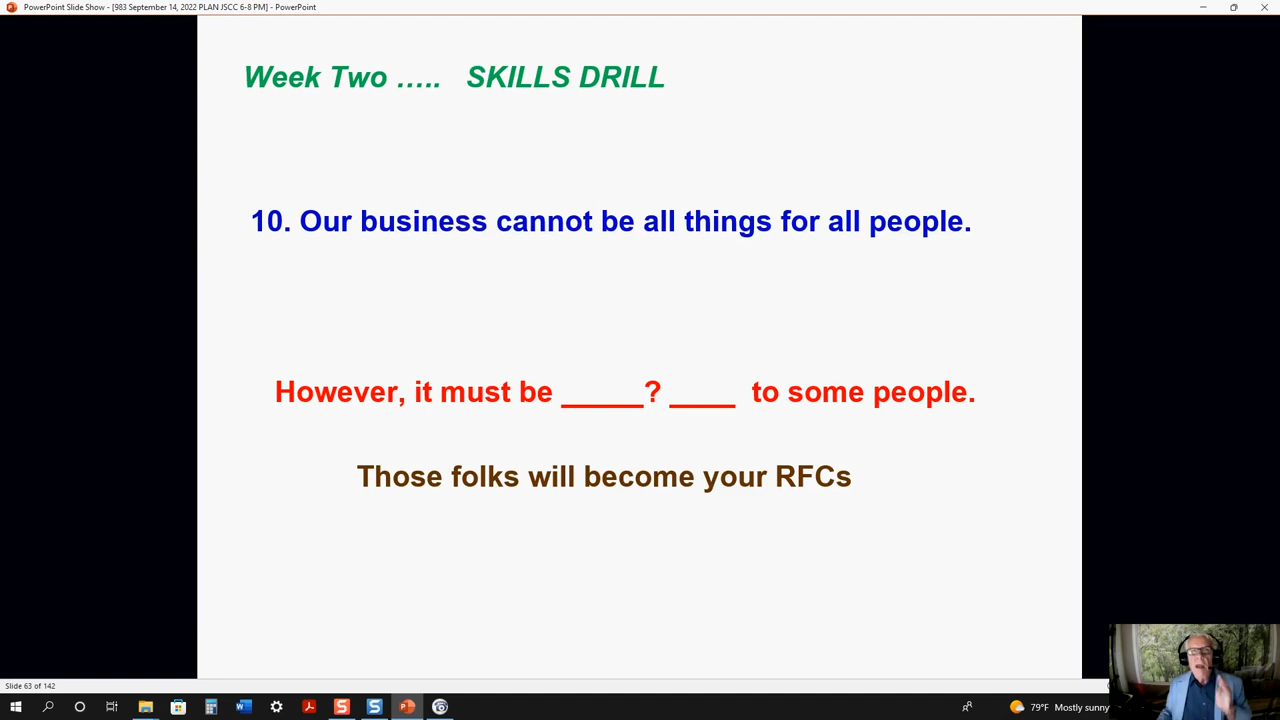 PowerPoint Slide Show - [983 September 14, 2022 PLAN JSCC 6-8 PM] - PowerPoint
Week Two ..... SKILLS DRILL
10. Our business cannot be all things for all people.
However, it must be _____? ____ to some people.
Those folks will become your RFCs
Slide 63 of 142
79°F Mostly sunny